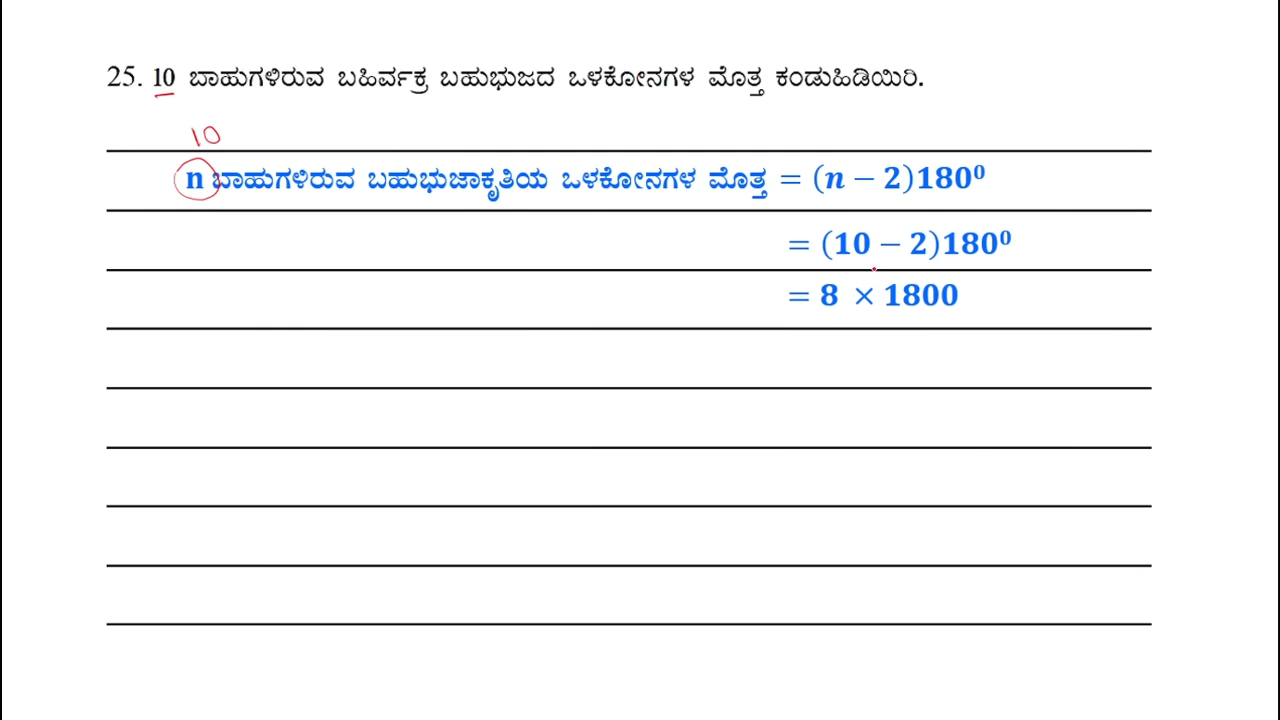 25. 10 ಬಾಹುಗಳಿರುವ ಬಹಿರ್ವಕ್ರ ಬಹುಭುಜದ ಒಳಕೋನಗಳ ಮೊತ್ತ ಕಂಡುಹಿಡಿಯಿರಿ.
10
n ಬಾಹುಗಳಿರುವ ಬಹುಭುಜಾಕೃತಿಯ ಒಳಕೋನಗಳ ಮೊತ್ತ = (n − 2)180⁰
= (10 − 2)180⁰
= 8 × 1800